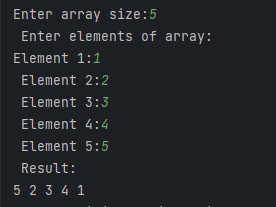 Enter array size:5
Enter elements of array:
Element 1:1
Element 2:2
Element 3:3
Element 4:4
Element 5:5
Result:
5 2 3 4 1